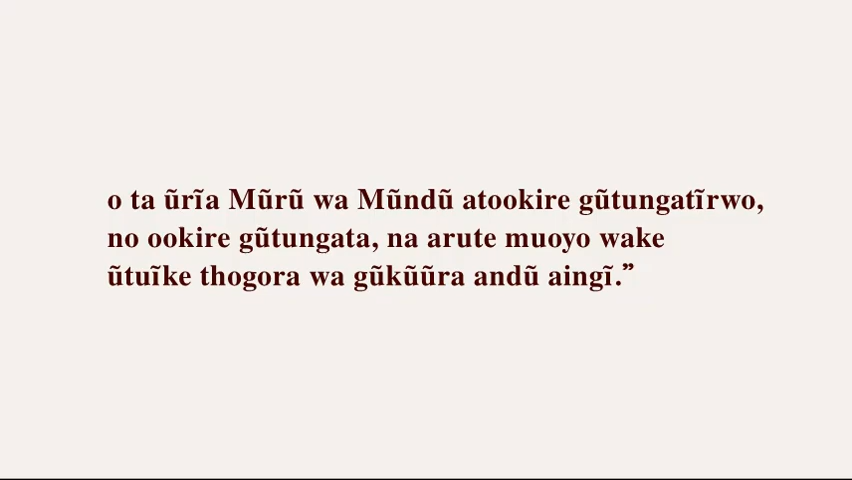 o ta ũrĩa Mũrũ wa Mũndũ atookire gũtungatĩrwo,
no ookire gũtungata, na arute muoyo wake
ũtuĩke thogora wa gũkũũra andũ aingĩ.”